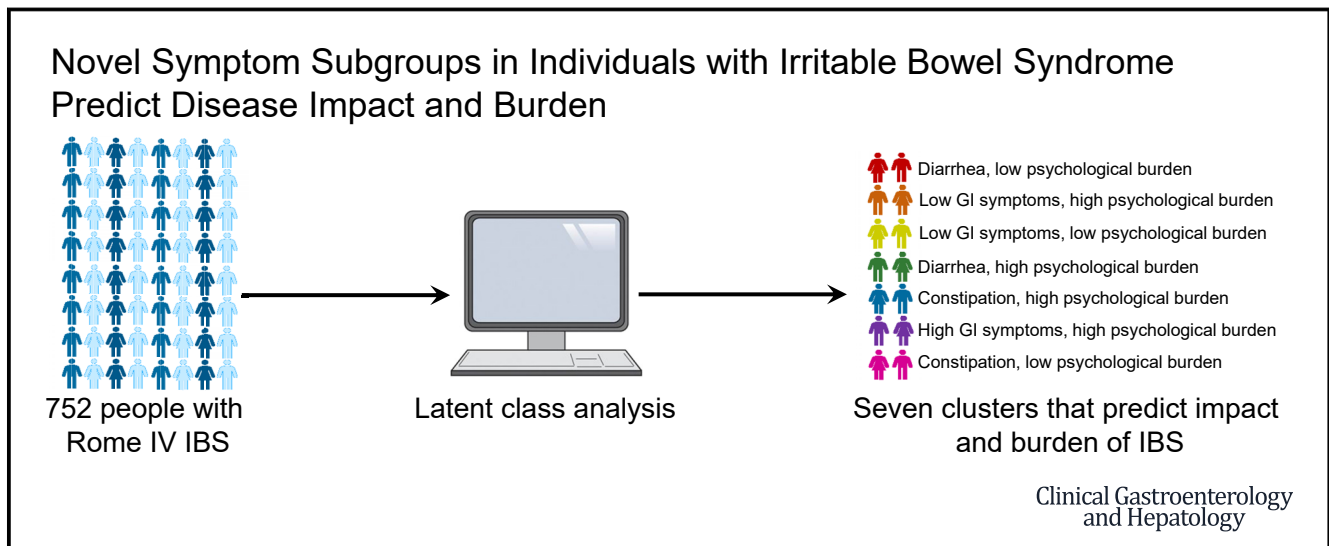 Novel Symptom Subgroups in Individuals with Irritable Bowel Syndrome
Predict Disease Impact and Burden
Diarrhea, low psychological burden
Low GI symptoms, high psychological burden
Low GI symptoms, low psychological burden
Diarrhea, high psychological burden
Constipation, high psychological burden
High GI symptoms, high psychological burden
Constipation, low psychological burden
752 people with
Rome IV IBS
Latent class analysis
Seven clusters that predict impact
and burden of IBS
Clinical Gastroenterology
and Hepatology